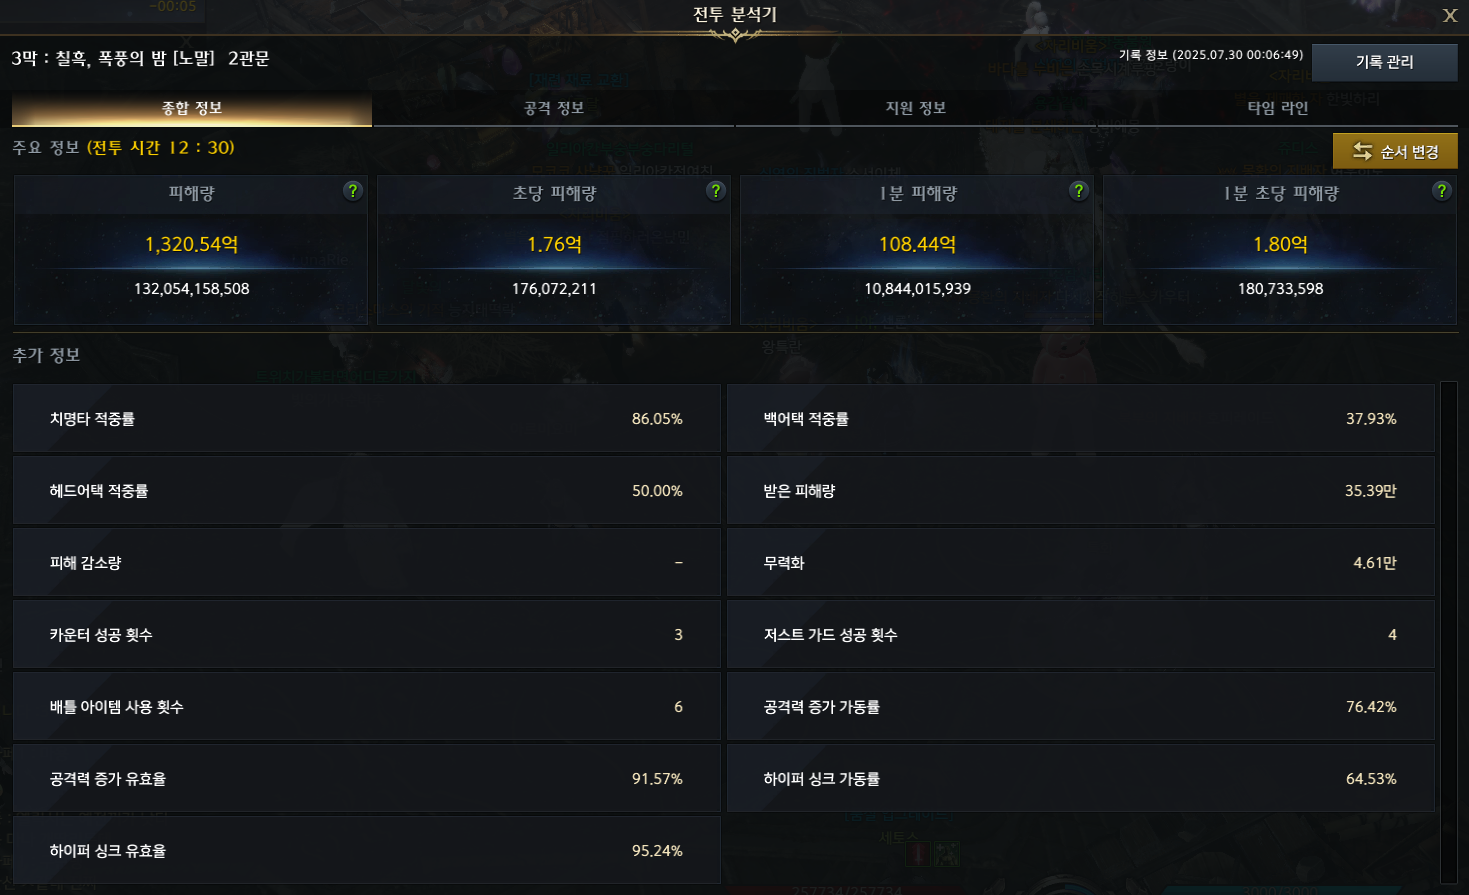 전투 분석기
X
3막 : 칠흑, 폭풍의 밤 [노말] 2관문
기록 정보 (2025.07.30 00:06:49)
기록 관리
종합 정보
공격 정보
지원 정보
타임 라인
주요 정보 (전투 시간 12 : 30)
순서 변경
피해량 ?
초당 피해량 ?
1분 피해량 ?
1분 초당 피해량 ?
1,320.54억
1.76억
108.44억
1.80억
132,054,158,508
176,072,211
10,844,015,939
180,733,598
추가 정보
치명타 적중률 86.05%
백어택 적중률 37.93%
헤드어택 적중률 50.00%
받은 피해량 35.39만
피해 감소량 -
무력화 4.61만
카운터 성공 횟수 3
저스트 가드 성공 횟수 4
배틀 아이템 사용 횟수 6
공격력 증가 가동률 76.42%
공격력 증가 유효율 91.57%
하이퍼 싱크 가동률 64.53%
하이퍼 싱크 유효율 95.24%
세토스
257734/257734
3000/3000